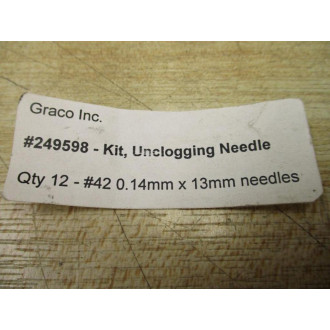 Graco Inc.
#249598 - Kit, Unclogging Needle
Qty 12 - #42 0.14mm x 13mm needles